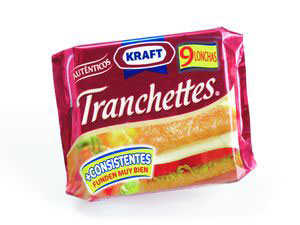 AUTÉNTICOS
KRAFT
9 LONCHAS
Tranchettes®
+CONSISTENTES
FUNDEN MUY BIEN